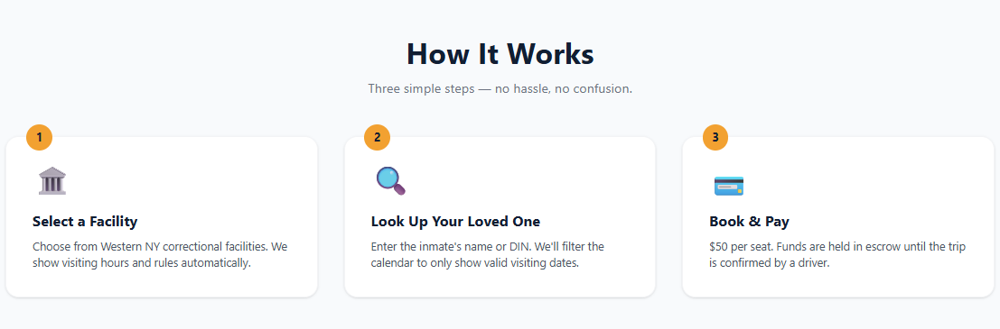 How It Works
Three simple steps — no hassle, no confusion.
1
Select a Facility
Choose from Western NY correctional facilities. We
show visiting hours and rules automatically.
2
Look Up Your Loved One
Enter the inmate's name or DIN. We'll filter the
calendar to only show valid visiting dates.
3
Book & Pay
$50 per seat. Funds are held in escrow until the trip
is confirmed by a driver.